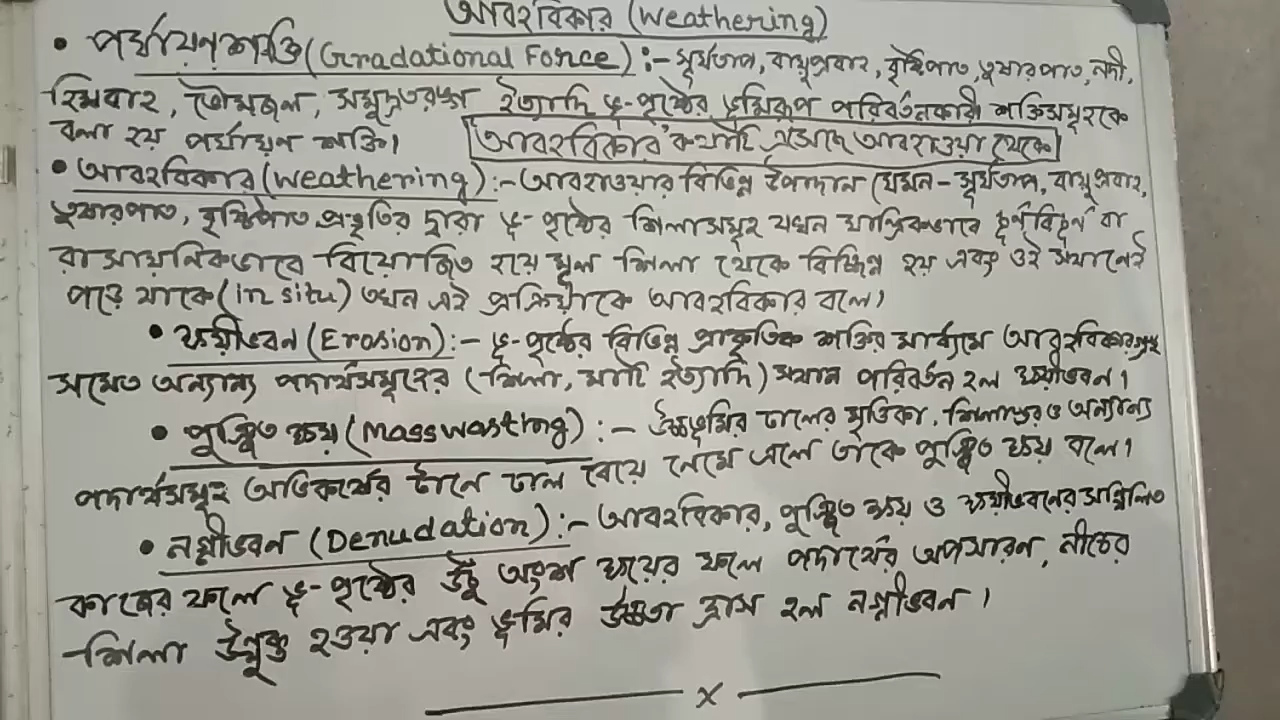 আবহবিকার (Weathering)
• পর্যায়ন শক্তি (Gradational Force) :- সূর্যতাপ, বায়ুপ্রবাহ, বৃষ্টিপাত, তুষারপাত, নদী,
হিমবাহ, ভৌমজল, সমুদ্রতরঙ্গ ইত্যাদি ভূ-পৃষ্ঠের ভূমিরূপ পরিবর্তনকারী শক্তিসমূহকে
বলা হয় পর্যায়ন শক্তি। 'আবহবিকার' কথাটি এসেছে আবহাওয়া থেকে
• আবহবিকার (Weathering) :- আবহাওয়ার বিভিন্ন উপাদান যেমন- সূর্যতাপ, বায়ুপ্রবাহ,
তুষারপাত, বৃষ্টিপাত প্রভৃতির দ্বারা ভূ-পৃষ্ঠের শিলাসমূহ যখন যান্ত্রিকভাবে চূর্ণবিচূর্ণ বা
রাসায়নিকভাবে বিয়োজিত হয়ে মূল শিলা থেকে বিচ্ছিন্ন হয় এবং ওই স্থানেই
পড়ে থাকে (in situ) তখন এই প্রক্রিয়াকে আবহবিকার বলে।
• ক্ষয়ীভবন (Erosion) :- ভূ-পৃষ্ঠের বিভিন্ন প্রাকৃতিক শক্তির মাধ্যমে আবহবিকারগ্রস্থ
সমেত অন্যান্য পদার্থসমূহের (শিলা, মাটি ইত্যাদি) স্থান পরিবর্তন হল ক্ষয়ীভবন।
• পুঞ্জিত ক্ষয় (Mass wasting) :- উচ্চভূমির ঢালের মৃত্তিকা, শিলাস্তর ও অন্যান্য
পদার্থসমূহ অভিকর্ষের টানে ঢাল বেয়ে নেমে এলে তাকে পুঞ্জিত ক্ষয় বলে।
• নগ্নীভবন (Denudation) :- আবহবিকার, পুঞ্জিত ক্ষয় ও ক্ষয়ীভবনের সম্মিলিত
কাজের ফলে ভূ-পৃষ্ঠের উঁচু অংশ ক্ষয়ের ফলে পদার্থের অপসারন, নীচের
শিলা উন্মুক্ত হওয়া এবং ভূমির উচ্চতা হ্রাস হল নগ্নীভবন।
x